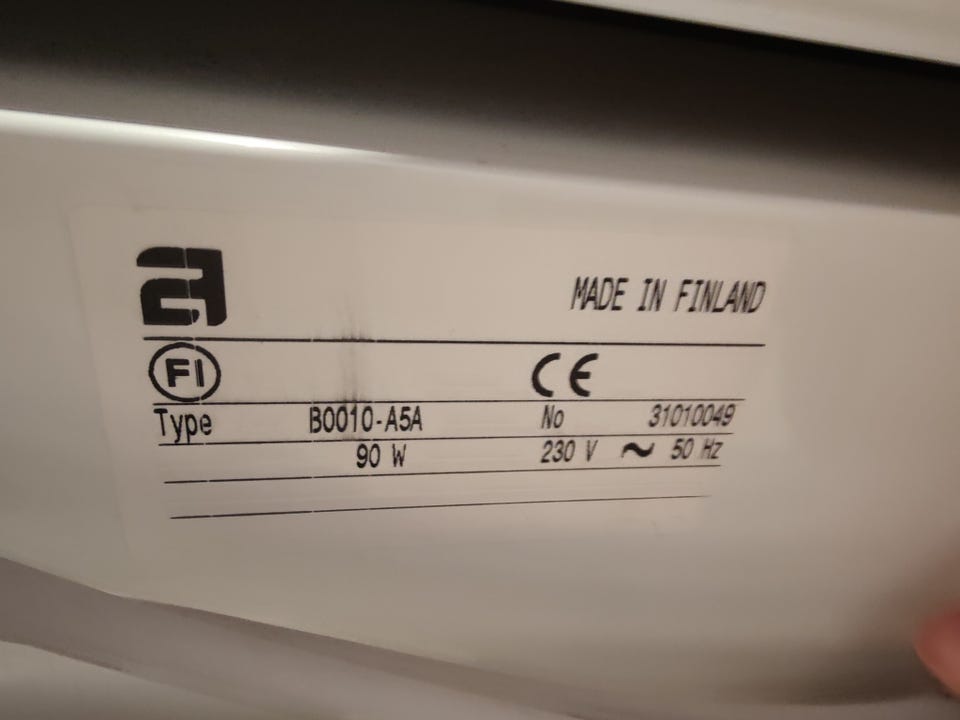 MADE IN FINLAND
FI CE
Type B0010-A5A No 31010049
90 W 230 V ~ 50 Hz